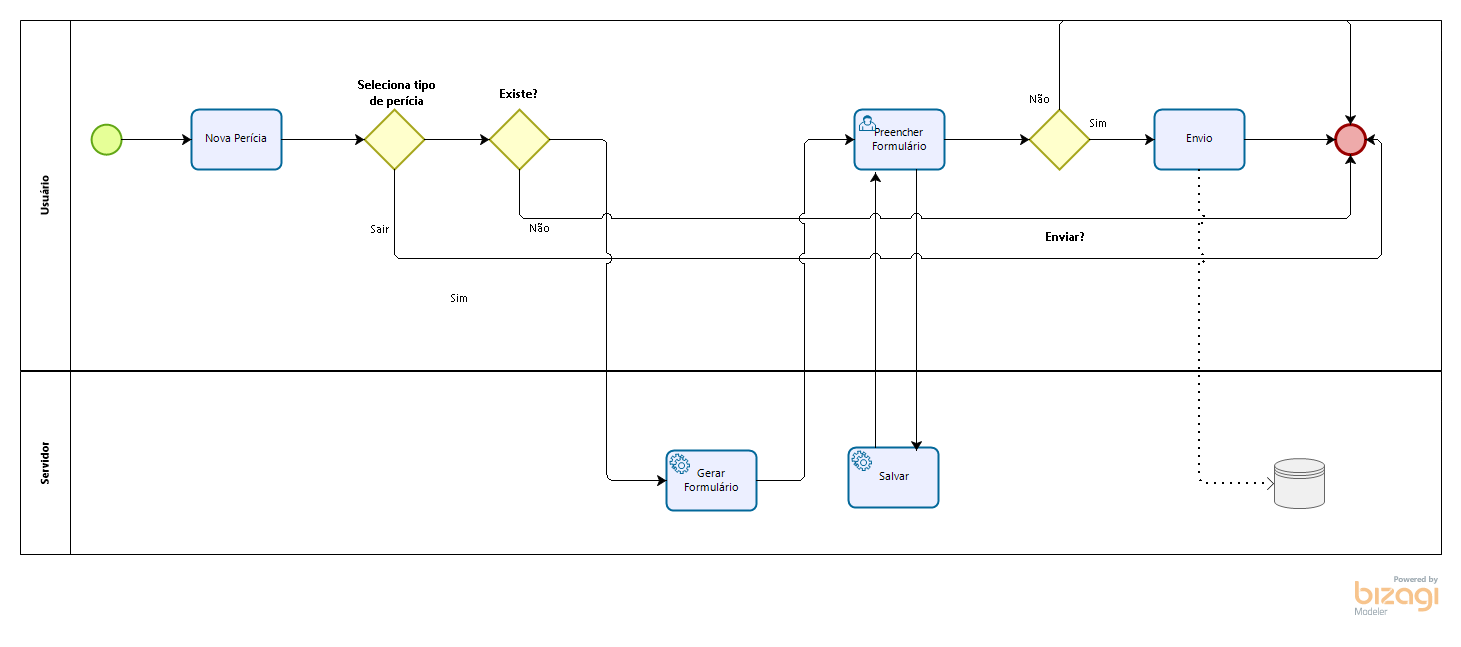 Usuário
Nova Perícia
Seleciona tipo
de perícia
Existe?
Sair
Não
Sim
Preencher
Formulário
Não
Sim
Envio
Enviar?
Servidor
Gerar
Formulário
Salvar
Powered by
bizagi
Modeler